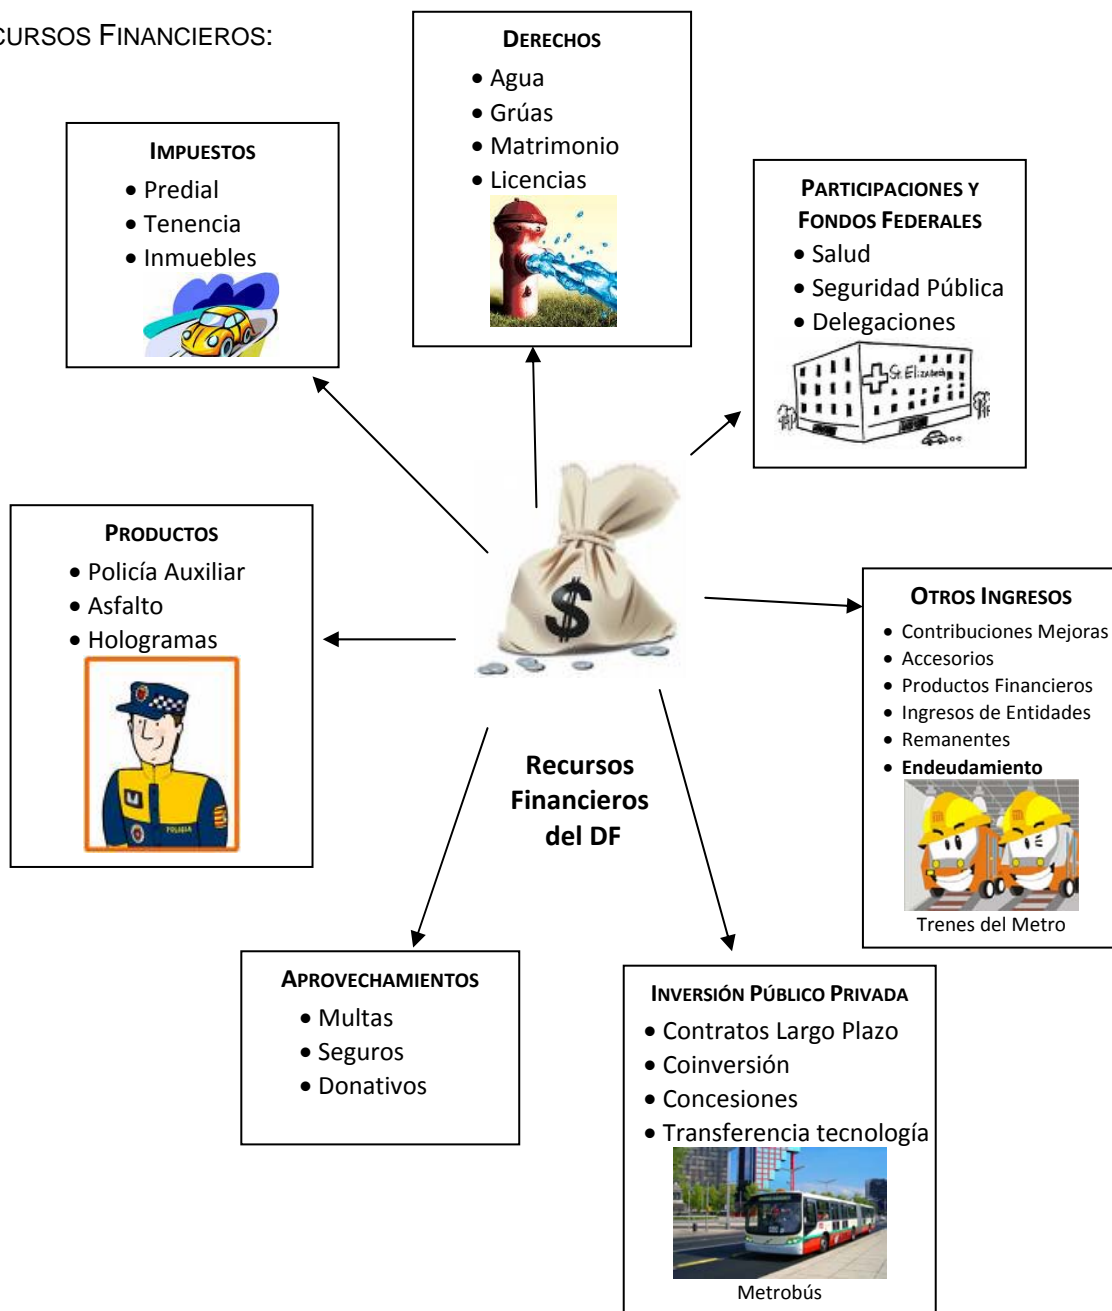 CURSOS FINANCIEROS:
DERECHOS
• Agua
• Grúas
• Matrimonio
• Licencias
IMPUESTOS
• Predial
• Tenencia
• Inmuebles
PARTICIPACIONES Y
FONDOS FEDERALES
• Salud
• Seguridad Pública
• Delegaciones
St. Elizabeth
PRODUCTOS
• Policía Auxiliar
• Asfalto
• Hologramas
POLICIA
$
OTROS INGRESOS
• Contribuciones Mejoras
• Accesorios
• Productos Financieros
• Ingresos de Entidades
• Remanentes
• Endeudamiento
Trenes del Metro
Recursos
Financieros
del DF
APROVECHAMIENTOS
• Multas
• Seguros
• Donativos
INVERSIÓN PÚBLICO PRIVADA
• Contratos Largo Plazo
• Coinversión
• Concesiones
• Transferencia tecnología
Metrobús